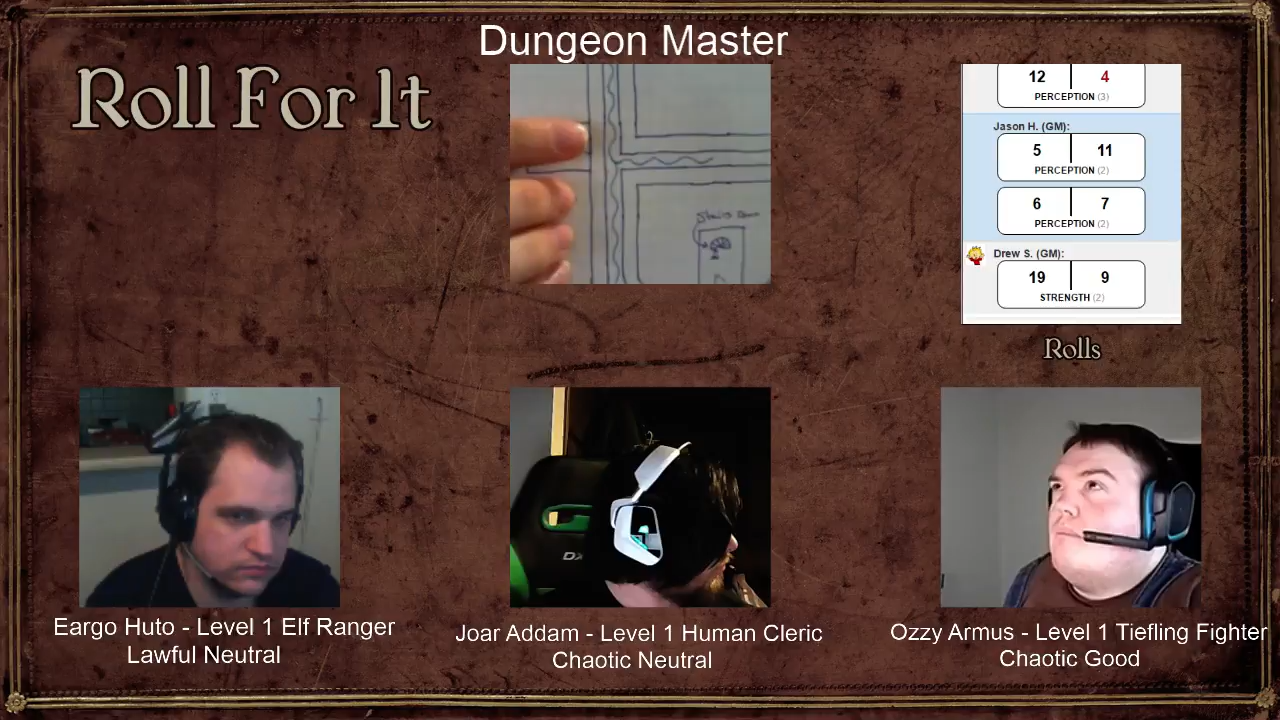 Dungeon Master
Roll For It
12 4
PERCEPTION (3)
Jason H. (GM):
5 11
PERCEPTION (2)
6 7
PERCEPTION (2)
Drew S. (GM):
19 9
STRENGTH (2)
Rolls
Stairs
DX
Eargo Huto - Level 1 Elf Ranger
Lawful Neutral
Joar Addam - Level 1 Human Cleric
Chaotic Neutral
Ozzy Armus - Level 1 Tiefling Fighter
Chaotic Good